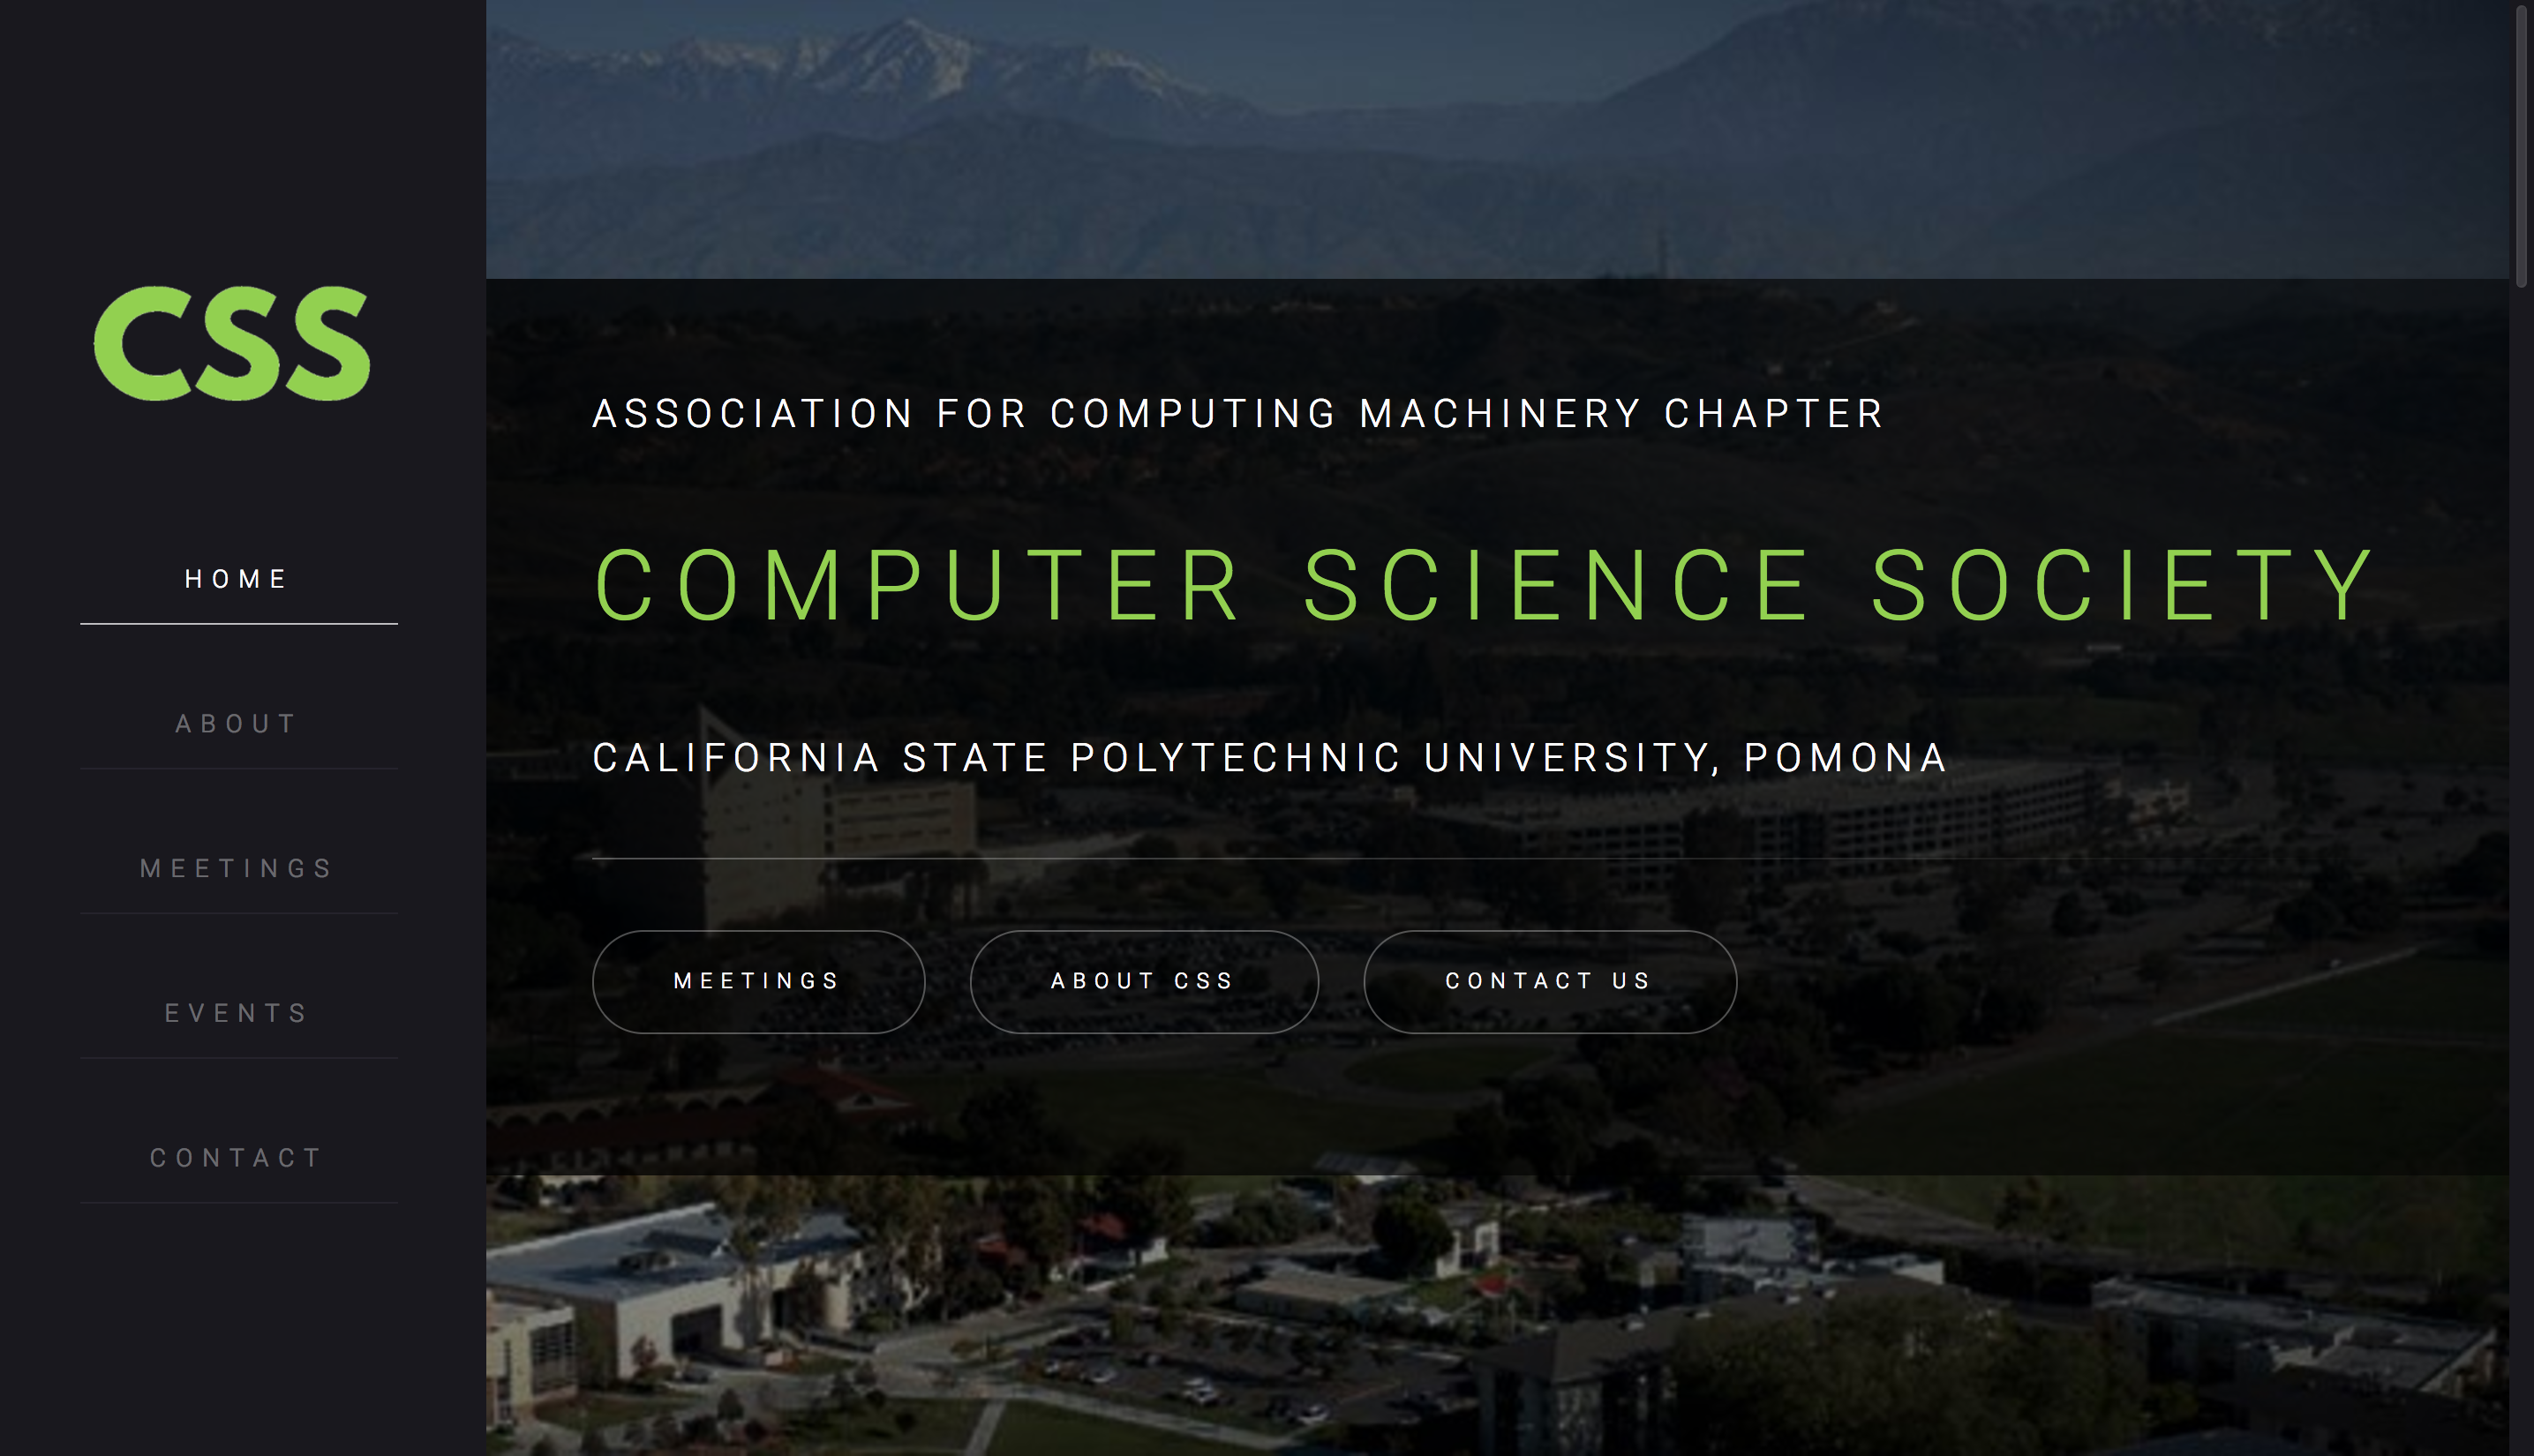 CSS
HOME
ABOUT
MEETINGS
EVENTS
CONTACT
ASSOCIATION FOR COMPUTING MACHINERY CHAPTER
COMPUTER SCIENCE SOCIETY
CALIFORNIA STATE POLYTECHNIC UNIVERSITY, POMONA
MEETINGS
ABOUT CSS
CONTACT US